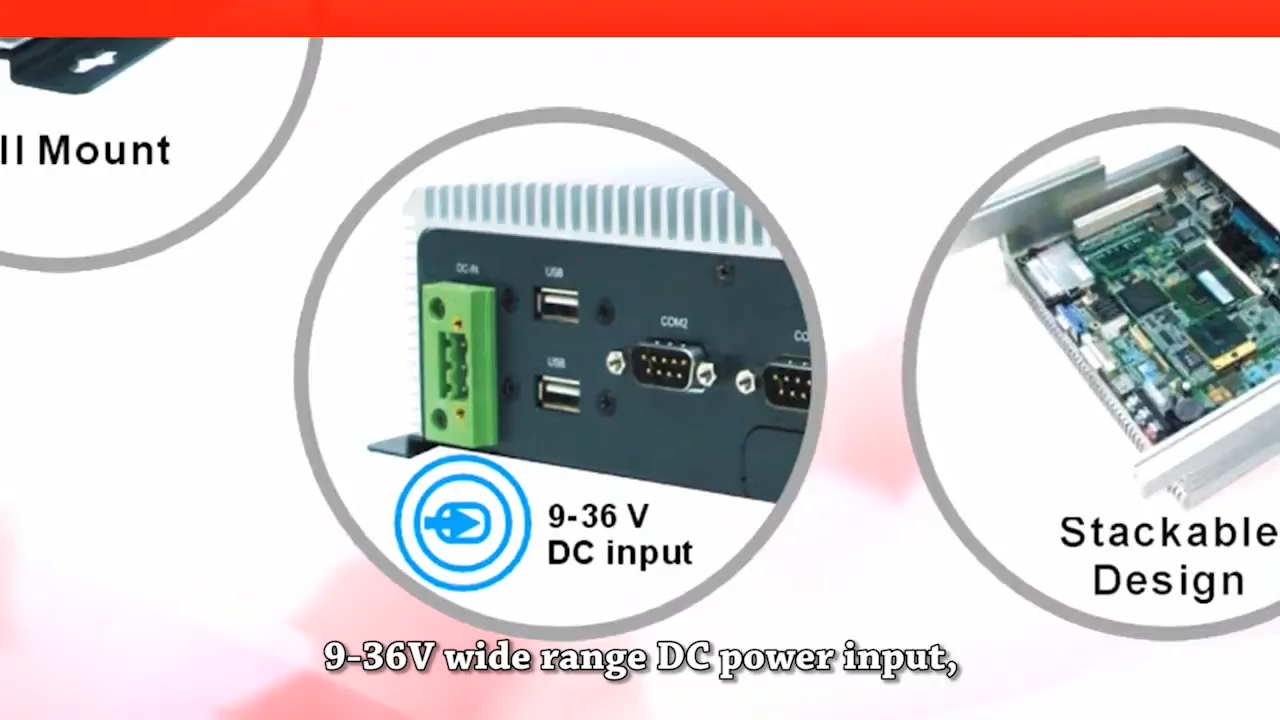 ll Mount
DC-IN
USB
COM2
USB
9-36 V
DC input
Stackable
Design
9-36V wide range DC power input,